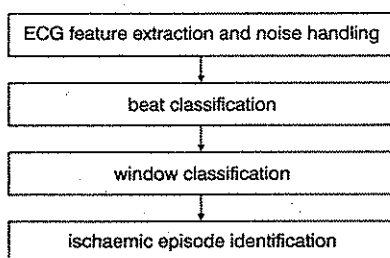 ECG feature extraction and noise handling
beat classification
window classification
ischaemic episode identification